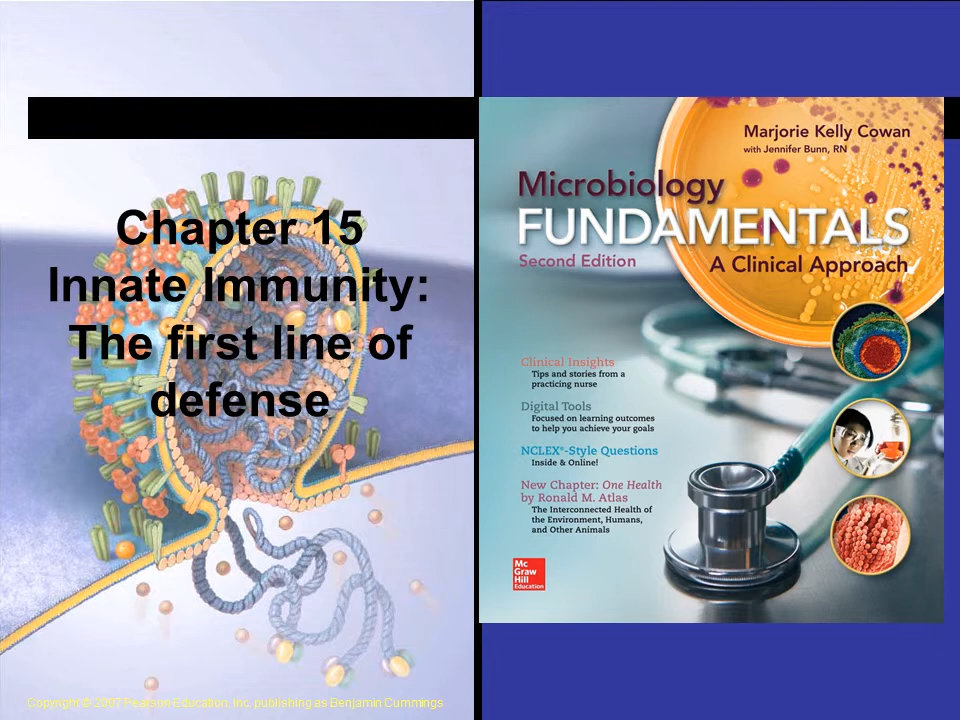 Chapter 15
Innate Immunity:
The first line of
defense
Copyright © 2007 Pearson Education, Inc. publishing as Benjamin Cummings
Marjorie Kelly Cowan
with Jennifer Bunn, RN
Microbiology
FUNDAMENTALS
Second Edition
A Clinical Approach
Clinical Insights
Tips and stories from a
practicing nurse
Digital Tools
Focused on learning outcomes
to help you achieve your goals
NCLEX®-Style Questions
Inside & Online!
New Chapter: One Health
by Ronald M. Atlas
The Interconnected Health of
the Environment, Humans,
and Other Animals
Mc
Graw
Hill
Education